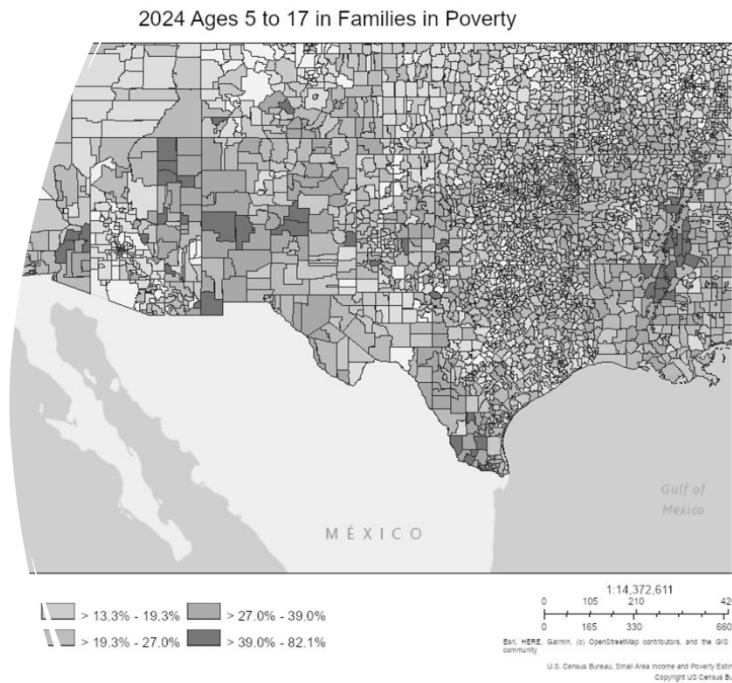 2024 Ages 5 to 17 in Families in Poverty
Gulf of
Mexico
MÉXICO
> 13.3% - 19.3%
> 27.0% - 39.0%
> 19.3% - 27.0%
> 39.0% - 82.1%
1:14,372,611
0 105 210 42
0 165 330 660
Esri, HERE, Garmin, (c) OpenStreetMap contributors, and the GIS
community
U.S. Census Bureau, Small Area Income and Poverty Estin
Copyright US Census Bu